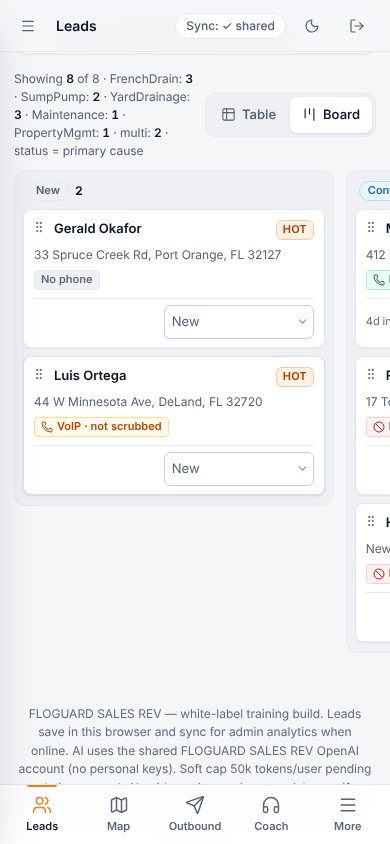 Leads
Sync: ✓ shared
Showing 8 of 8 · FrenchDrain: 3
· SumpPump: 2 · YardDrainage:
3 · Maintenance: 1 ·
PropertyMgmt: 1 · multi: 2 ·
status = primary cause
Table
Board
New 2
Gerald Okafor
HOT
33 Spruce Creek Rd, Port Orange, FL 32127
No phone
New
Luis Ortega
HOT
44 W Minnesota Ave, DeLand, FL 32720
VoIP · not scrubbed
New
412
4d in
17 T
New
FLOGUARD SALES REV — white-label training build. Leads
save in this browser and sync for admin analytics when
online. AI uses the shared FLOGUARD SALES REV OpenAI
account (no personal keys). Soft cap 50k tokens/user pending
Leads
Map
Outbound
Coach
More